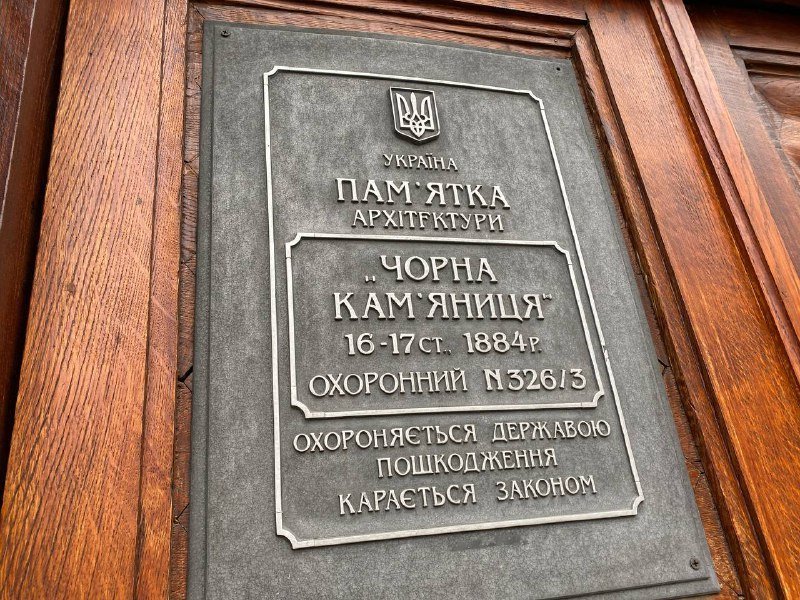 УКРАЇНА
ПАМ'ЯТКА
АРХІТЕКТУРИ
„ЧОРНА
КАМ'ЯНИЦЯ"
16-17 СТ., 1884 Р.
ОХОРОННИЙ N 326/3
ОХОРОНЯЄТЬСЯ ДЕРЖАВОЮ
ПОШКОДЖЕННЯ
КАРАЄТЬСЯ ЗАКОНОМ